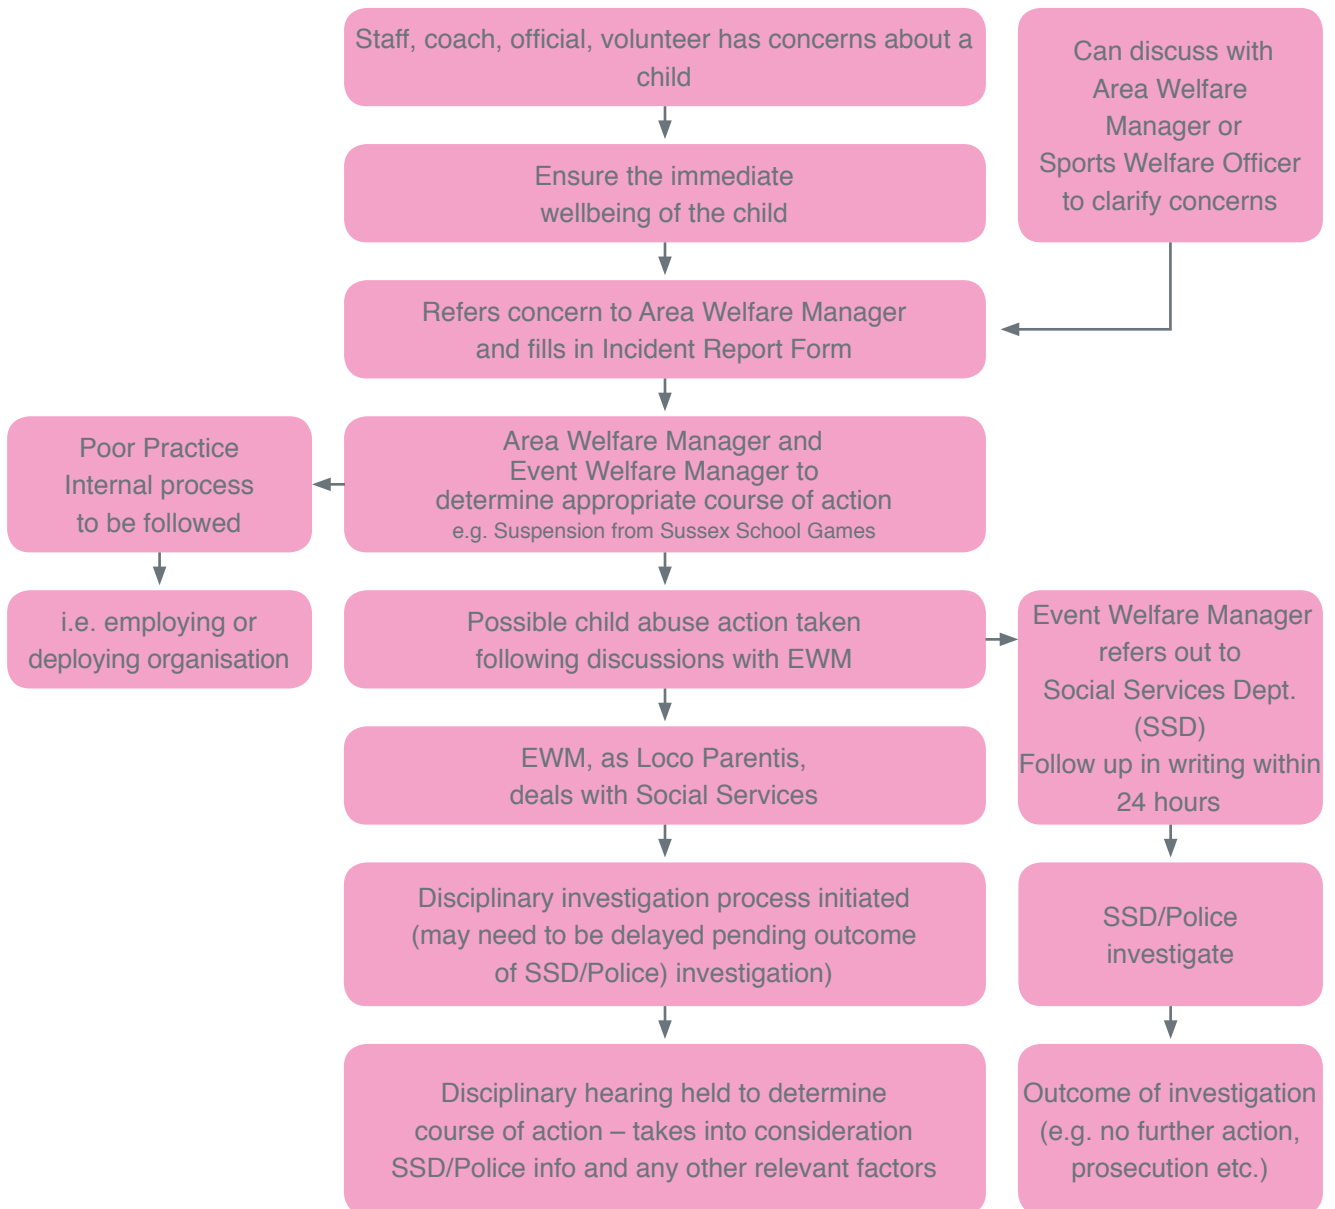 Staff, coach, official, volunteer has concerns about a
child
Can discuss with
Area Welfare
Manager or
Sports Welfare Officer
to clarify concerns
Ensure the immediate
wellbeing of the child
Refers concern to Area Welfare Manager
and fills in Incident Report Form
Poor Practice
Internal process
to be followed
Area Welfare Manager and
Event Welfare Manager to
determine appropriate course of action
e.g. Suspension from Sussex School Games
i.e. employing or
deploying organisation
Possible child abuse action taken
following discussions with EWM
Event Welfare Manager
refers out to
Social Services Dept.
(SSD)
Follow up in writing within
24 hours
EWM, as Loco Parentis,
deals with Social Services
Disciplinary investigation process initiated
(may need to be delayed pending outcome
of SSD/Police) investigation)
SSD/Police
investigate
Disciplinary hearing held to determine
course of action – takes into consideration
SSD/Police info and any other relevant factors
Outcome of investigation
(e.g. no further action,
prosecution etc.)